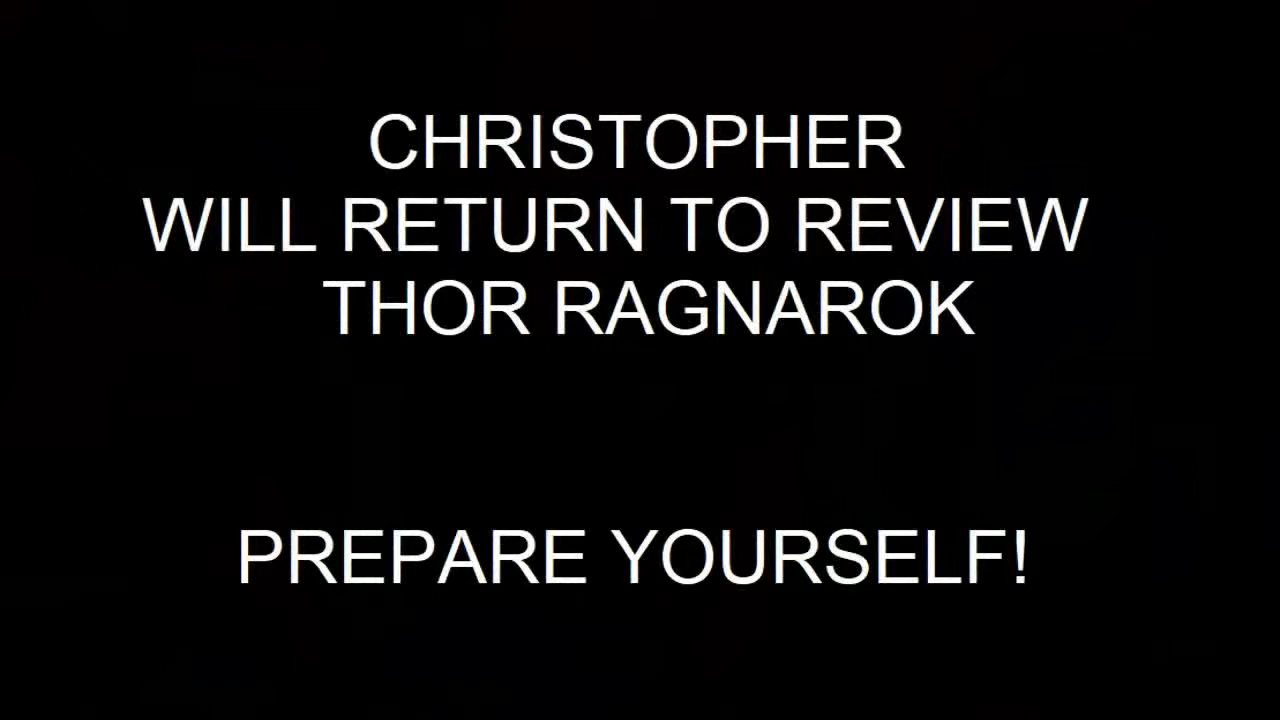 CHRISTOPHER
WILL RETURN TO REVIEW
THOR RAGNAROK
PREPARE YOURSELF!